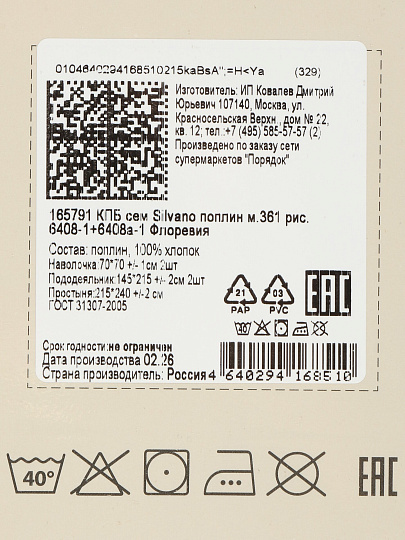 0104640294168510215kaBsA";=H<Ya (329)
Изготовитель: ИП Ковалев Дмитрий
Юрьевич 107140, Москва, ул.
Красносельская Верхн., дом № 22,
кв. 12; тел.:+7 (495) 585-57-57 (2)
Произведено по заказу сети
супермаркетов "Порядок"
165791 КПБ сем Silvano поплин м.361 рис.
6408-1+6408а-1 Флоревия
Состав: поплин, 100% хлопок
Наволочка:70*70 +/- 1см 2шт
Пододеяльник:145*215 +/- 2см 2шт
Простыня:215*240 +/-2 см
ГОСТ 31307-2005
21
PAP
03
PVC
EAC
Срок годности:не ограничен
Дата производства 02.26
Страна производитель: Россия
4 640294 168510
40°
EAC